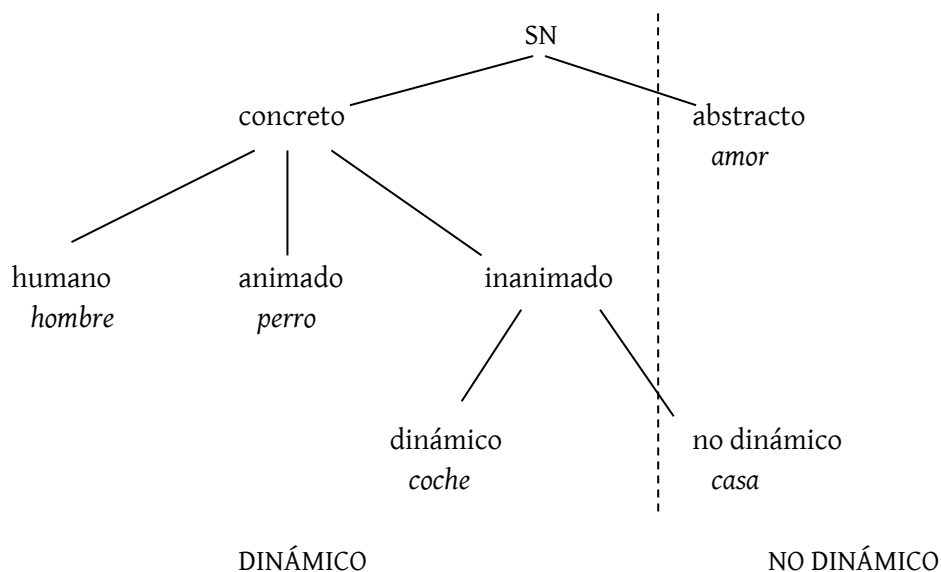 SN
concreto
abstracto
amor
humano
hombre
animado
perro
inanimado
dinámico
coche
no dinámico
casa
DINÁMICO
NO DINÁMICO